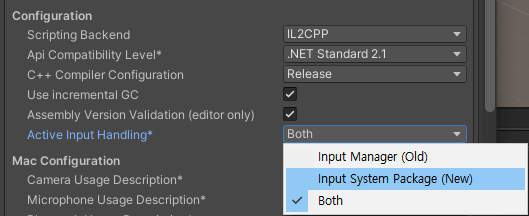 Configuration
Scripting Backend IL2CPP
Api Compatibility Level* .NET Standard 2.1
C++ Compiler Configuration Release
Use incremental GC
Assembly Version Validation (editor only)
Active Input Handling* Both
Input Manager (Old)
Mac Configuration
Camera Usage Description* Input System Package (New)
Microphone Usage Description* Both